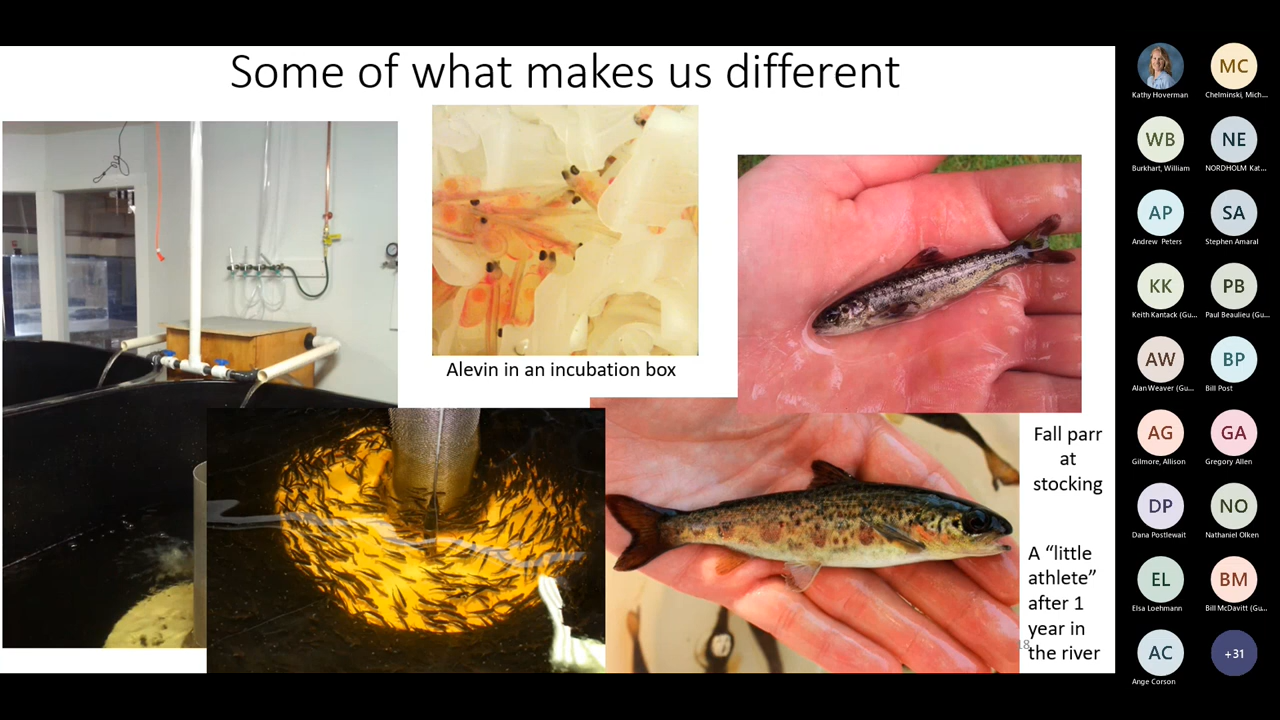 Some of what makes us different
Alevin in an incubation box
Fall parr
at
stocking
A “little
athlete”
after 1
year in
the river
18
Kathy Hoverman
MC
Chelminski, Mich...
WB
Burkhart, William
NE
NORDHOLM Kat...
AP
Andrew Peters
SA
Stephen Amaral
KK
Keith Kantack (Gu...
PB
Paul Beaulieu (Gu...
AW
Alan Weaver (Gu...
BP
Bill Post
AG
Gilmore, Allison
GA
Gregory Allen
DP
Dana Postlewait
NO
Nathaniel Olken
EL
Elsa Loehmann
BM
Bill McDavitt (Gu...
AC
Ange Corson
+31